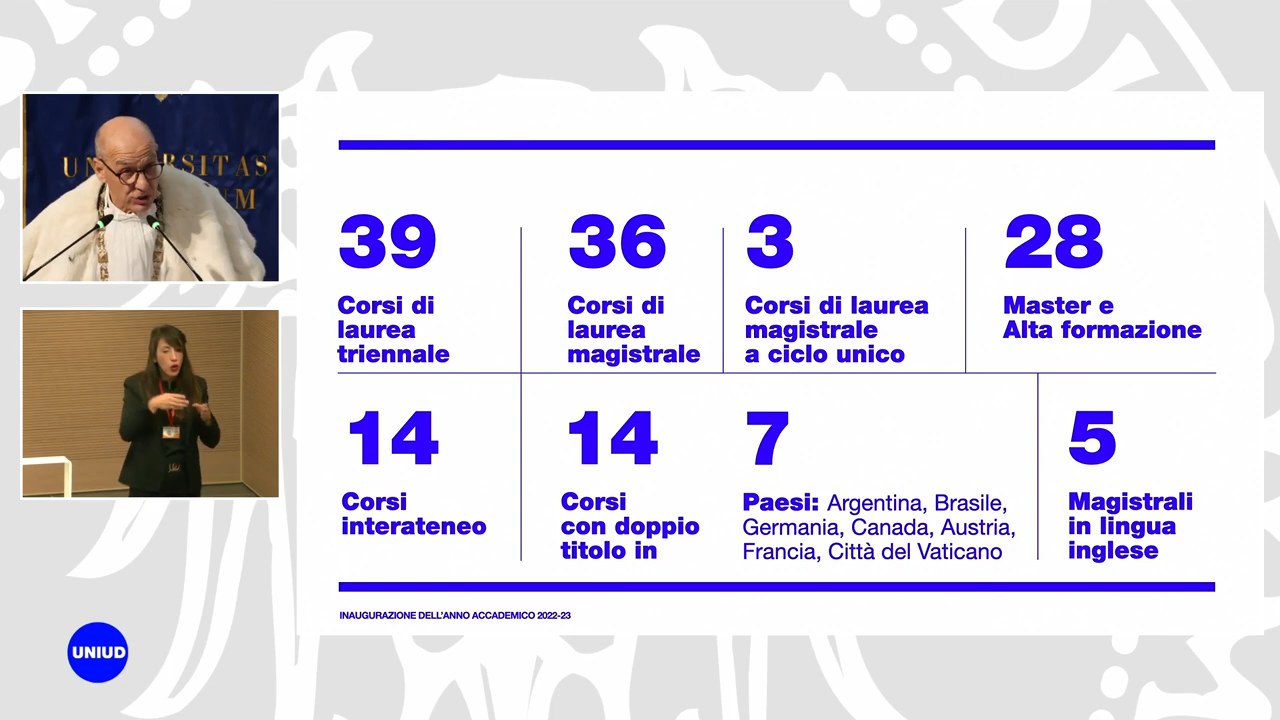 39
Corsi di
laurea
triennale
36
Corsi di
laurea
magistrale
3
Corsi di laurea
magistrale
a ciclo unico
28
Master e
Alta formazione
14
Corsi
interateneo
14
Corsi
con doppio
titolo in
7
Paesi: Argentina, Brasile,
Germania, Canada, Austria,
Francia, Città del Vaticano
5
Magistrali
in lingua
inglese
INAUGURAZIONE DELL'ANNO ACCADEMICO 2022-23
UNIUD